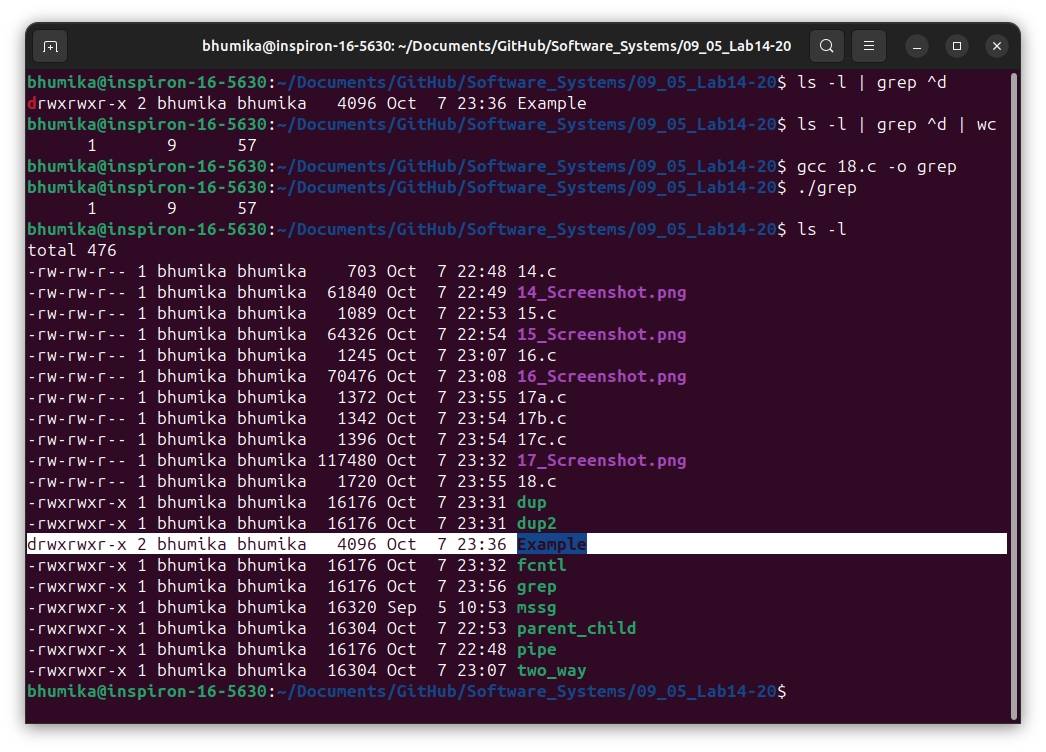 bhumika@inspiron-16-5630: ~/Documents/GitHub/Software_Systems/09_05_Lab14-20
bhumika@inspiron-16-5630:~/Documents/GitHub/Software_Systems/09_05_Lab14-20$ ls -l | grep ^d
drwxrwxr-x 2 bhumika bhumika   4096 Oct  7 23:36 Example
bhumika@inspiron-16-5630:~/Documents/GitHub/Software_Systems/09_05_Lab14-20$ ls -l | grep ^d | wc
      1       9      57
bhumika@inspiron-16-5630:~/Documents/GitHub/Software_Systems/09_05_Lab14-20$ gcc 18.c -o grep
bhumika@inspiron-16-5630:~/Documents/GitHub/Software_Systems/09_05_Lab14-20$ ./grep
      1       9      57
bhumika@inspiron-16-5630:~/Documents/GitHub/Software_Systems/09_05_Lab14-20$ ls -l
total 476
-rw-rw-r-- 1 bhumika bhumika    703 Oct  7 22:48 14.c
-rw-rw-r-- 1 bhumika bhumika  61840 Oct  7 22:49 14_Screenshot.png
-rw-rw-r-- 1 bhumika bhumika   1089 Oct  7 22:53 15.c
-rw-rw-r-- 1 bhumika bhumika  64326 Oct  7 22:54 15_Screenshot.png
-rw-rw-r-- 1 bhumika bhumika   1245 Oct  7 23:07 16.c
-rw-rw-r-- 1 bhumika bhumika  70476 Oct  7 23:08 16_Screenshot.png
-rw-rw-r-- 1 bhumika bhumika   1372 Oct  7 23:55 17a.c
-rw-rw-r-- 1 bhumika bhumika   1342 Oct  7 23:54 17b.c
-rw-rw-r-- 1 bhumika bhumika   1396 Oct  7 23:54 17c.c
-rw-rw-r-- 1 bhumika bhumika 117480 Oct  7 23:32 17_Screenshot.png
-rw-rw-r-- 1 bhumika bhumika   1720 Oct  7 23:55 18.c
-rwxrwxr-x 1 bhumika bhumika  16176 Oct  7 23:31 dup
-rwxrwxr-x 1 bhumika bhumika  16176 Oct  7 23:31 dup2
drwxrwxr-x 2 bhumika bhumika   4096 Oct  7 23:36 Example
-rwxrwxr-x 1 bhumika bhumika  16176 Oct  7 23:32 fcntl
-rwxrwxr-x 1 bhumika bhumika  16176 Oct  7 23:56 grep
-rwxrwxr-x 1 bhumika bhumika  16320 Sep  5 10:53 mssg
-rwxrwxr-x 1 bhumika bhumika  16304 Oct  7 22:53 parent_child
-rwxrwxr-x 1 bhumika bhumika  16176 Oct  7 22:48 pipe
-rwxrwxr-x 1 bhumika bhumika  16304 Oct  7 23:07 two_way
bhumika@inspiron-16-5630:~/Documents/GitHub/Software_Systems/09_05_Lab14-20$